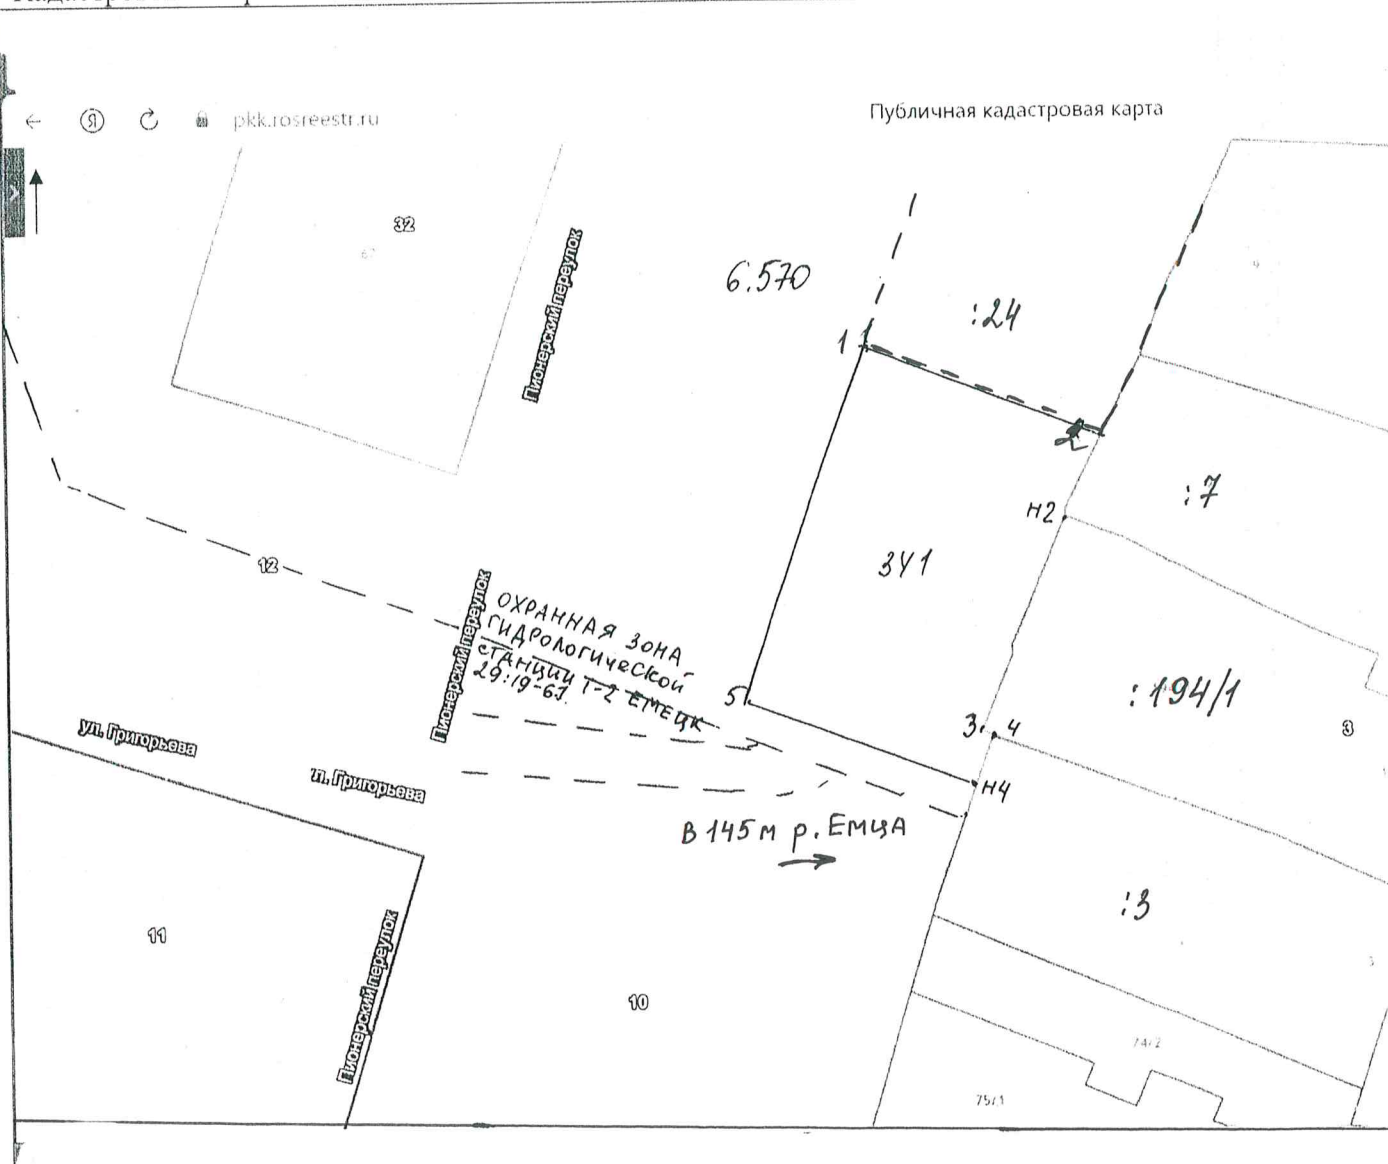 pkk.rosreestr.ru
Публичная кадастровая карта
32
Пионерский переулок
6.570
:24
1
2
:7
н2
341
12
Пионерский переулок
ОХРАННАЯ ЗОНА
ГИДРОЛОГИЧЕСКОЙ
СТАНЦИИ Т-2 ЕМЕЦК
29:19-6.1.
5
:194/1
3
3.
4
ул. Григорьева
л. Григорьева
н4
В 145 м р. ЕМЦА
:3
11
Пионерский переулок
10
74/2
75/1